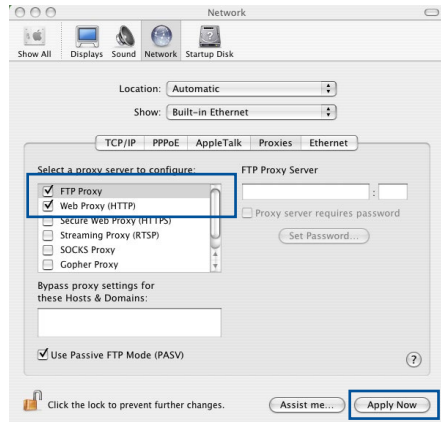 Network
Show All Displays Sound Network Startup Disk
Location: Automatic
Show: Built-in Ethernet
TCP/IP PPPoE AppleTalk Proxies Ethernet
Select a proxy server to configure:
FTP Proxy
Web Proxy (HTTP)
Secure Web Proxy (HTTPS)
Streaming Proxy (RTSP)
SOCKS Proxy
Gopher Proxy
FTP Proxy Server
:
Proxy server requires password
Set Password...
Bypass proxy settings for
these Hosts & Domains:
Use Passive FTP Mode (PASV)
?
Click the lock to prevent further changes.
Assist me... Apply Now